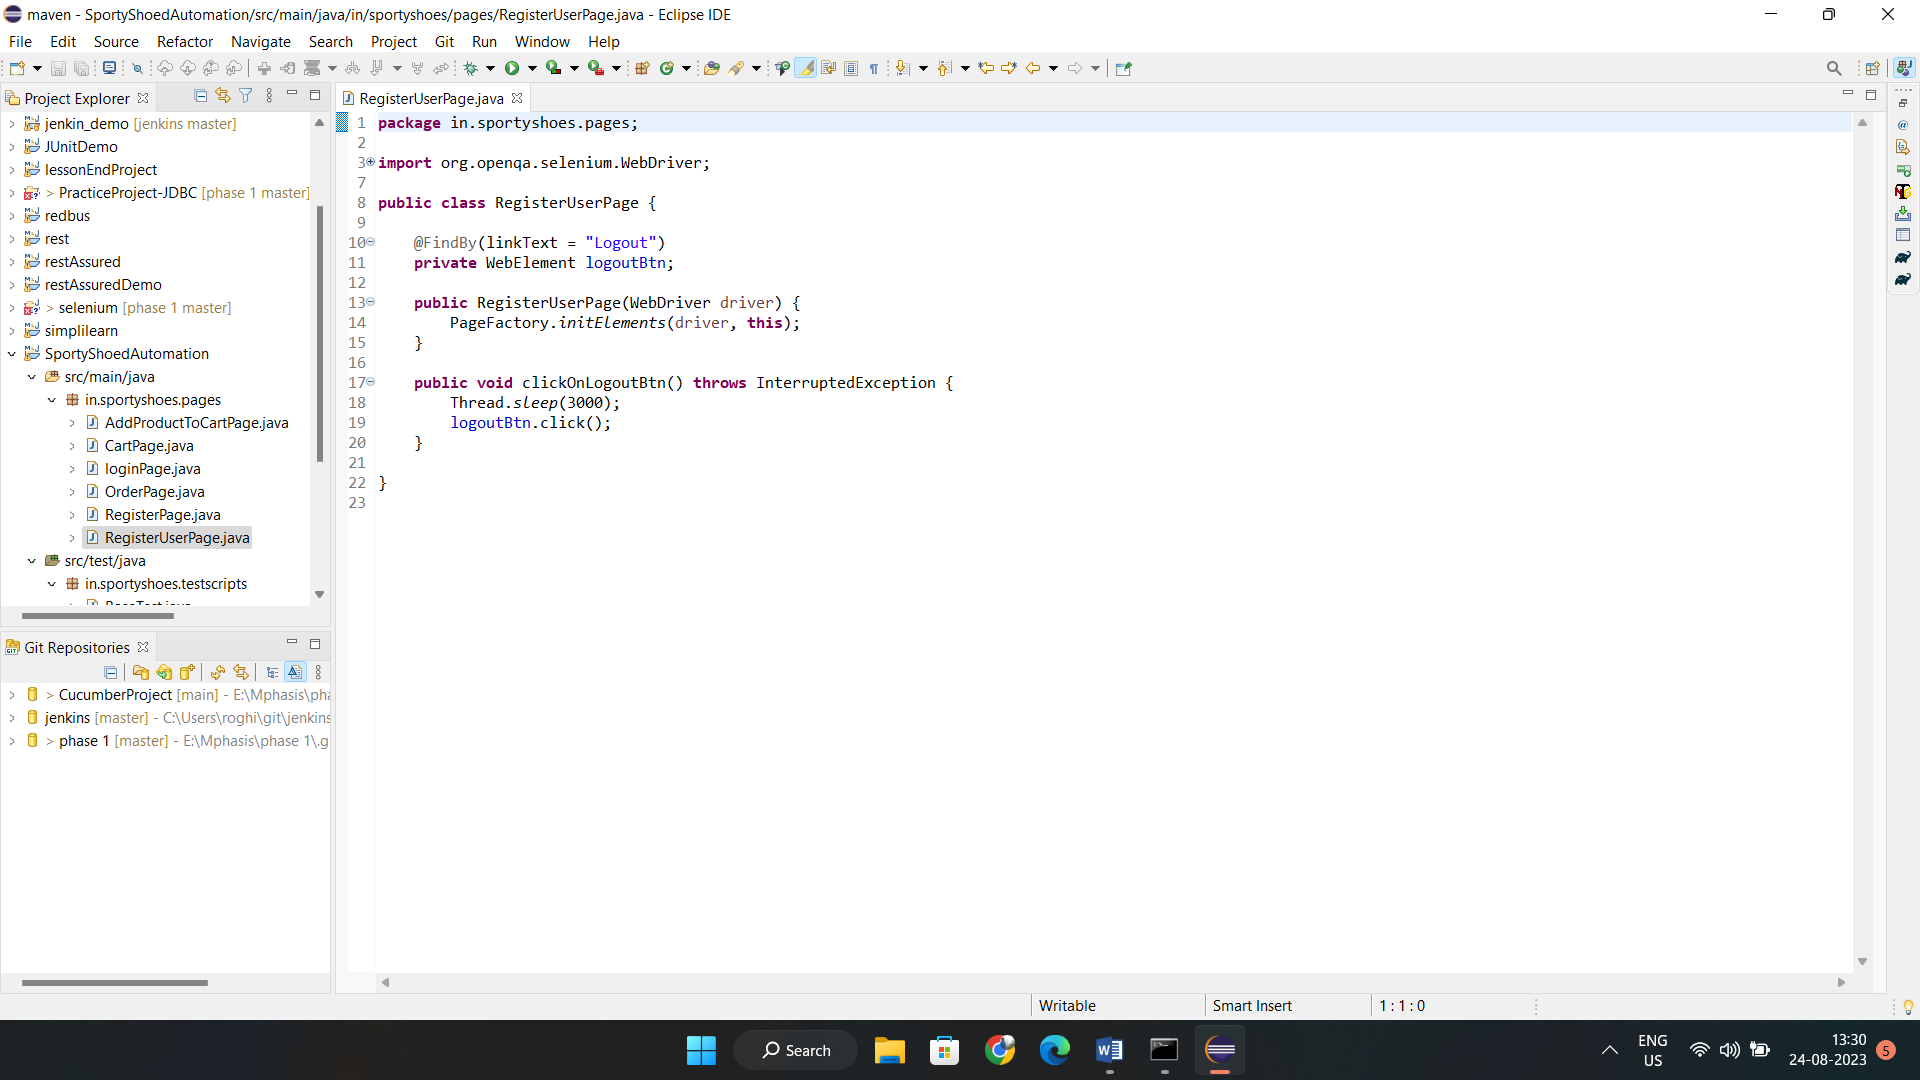 maven - SportyShoedAutomation/src/main/java/in/sportyshoes/pages/RegisterUserPage.java - Eclipse IDE
File Edit Source Refactor Navigate Search Project Git Run Window Help
Project Explorer
jenkin_demo [jenkins master]
JUnitDemo
lessonEndProject
> PracticeProject-JDBC [phase 1 master]
redbus
rest
restAssured
restAssuredDemo
> selenium [phase 1 master]
simplilearn
SportyShoedAutomation
src/main/java
in.sportyshoes.pages
AddProductToCartPage.java
CartPage.java
loginPage.java
OrderPage.java
RegisterPage.java
RegisterUserPage.java
src/test/java
in.sportyshoes.testscripts
Git Repositories
> CucumberProject [main] - E:\Mphasis\pha
jenkins [master] - C:\Users\roghi\git\jenkins
> phase 1 [master] - E:\Mphasis\phase 1\.g
RegisterUserPage.java
1 package in.sportyshoes.pages;
2
3 import org.openqa.selenium.WebDriver;
7
8 public class RegisterUserPage {
9
10 @FindBy(linkText = "Logout")
11 private WebElement logoutBtn;
12
13 public RegisterUserPage(WebDriver driver) {
14 PageFactory.initElements(driver, this);
15 }
16
17 public void clickOnLogoutBtn() throws InterruptedException {
18 Thread.sleep(3000);
19 logoutBtn.click();
20 }
21
22 }
23
Writable Smart Insert 1 : 1 : 0
Search
ENG
US
13:30
24-08-2023
5